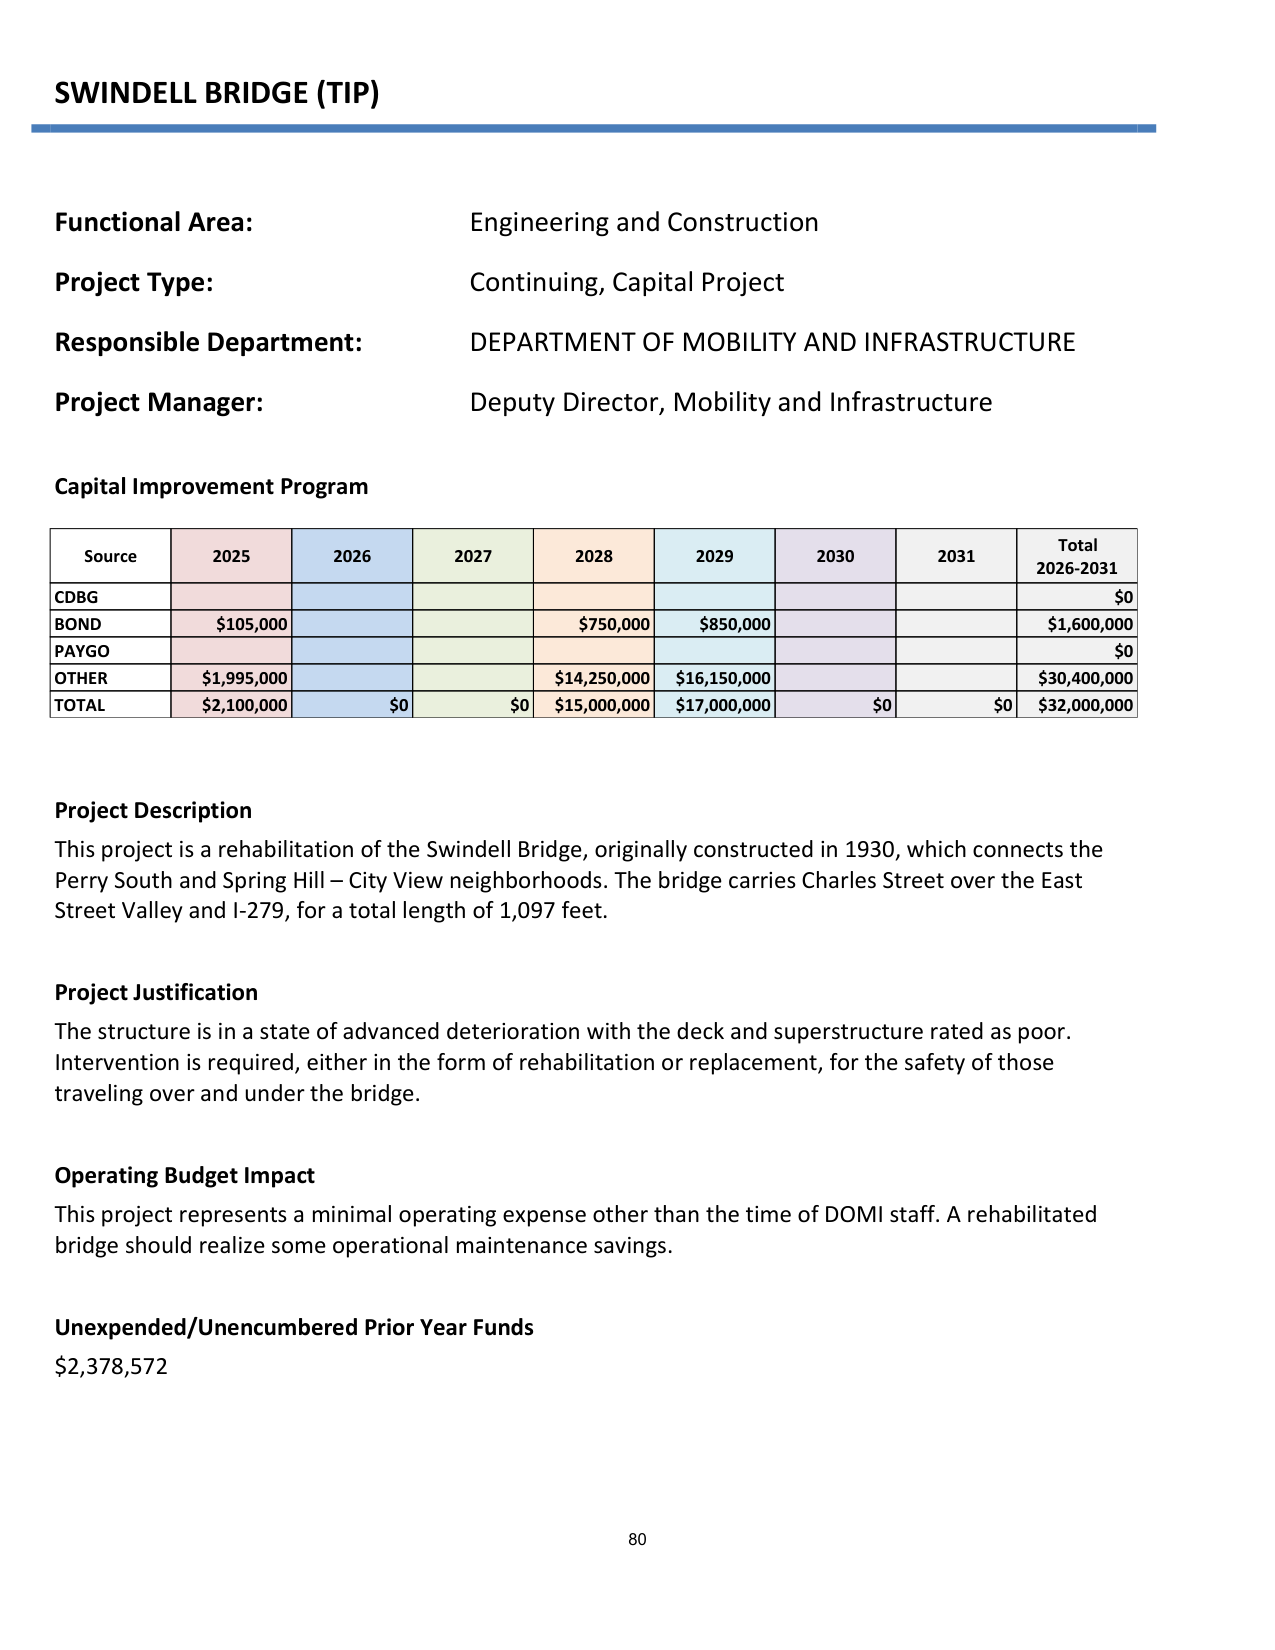 SWINDELL BRIDGE (TIP)
Functional Area: Engineering and Construction
Project Type: Continuing, Capital Project
Responsible Department: DEPARTMENT OF MOBILITY AND INFRASTRUCTURE
Project Manager: Deputy Director, Mobility and Infrastructure
Capital Improvement Program
Source 2025 2026 2027 2028 2029 2030 2031 Total 2026-2031
CDBG $0
BOND $105,000 $750,000 $850,000 $1,600,000
PAYGO $0
OTHER $1,995,000 $14,250,000 $16,150,000 $30,400,000
TOTAL $2,100,000 $0 $0 $15,000,000 $17,000,000 $0 $0 $32,000,000
Project Description
This project is a rehabilitation of the Swindell Bridge, originally constructed in 1930, which connects the
Perry South and Spring Hill – City View neighborhoods. The bridge carries Charles Street over the East
Street Valley and I-279, for a total length of 1,097 feet.
Project Justification
The structure is in a state of advanced deterioration with the deck and superstructure rated as poor.
Intervention is required, either in the form of rehabilitation or replacement, for the safety of those
traveling over and under the bridge.
Operating Budget Impact
This project represents a minimal operating expense other than the time of DOMI staff. A rehabilitated
bridge should realize some operational maintenance savings.
Unexpended/Unencumbered Prior Year Funds
$2,378,572
80